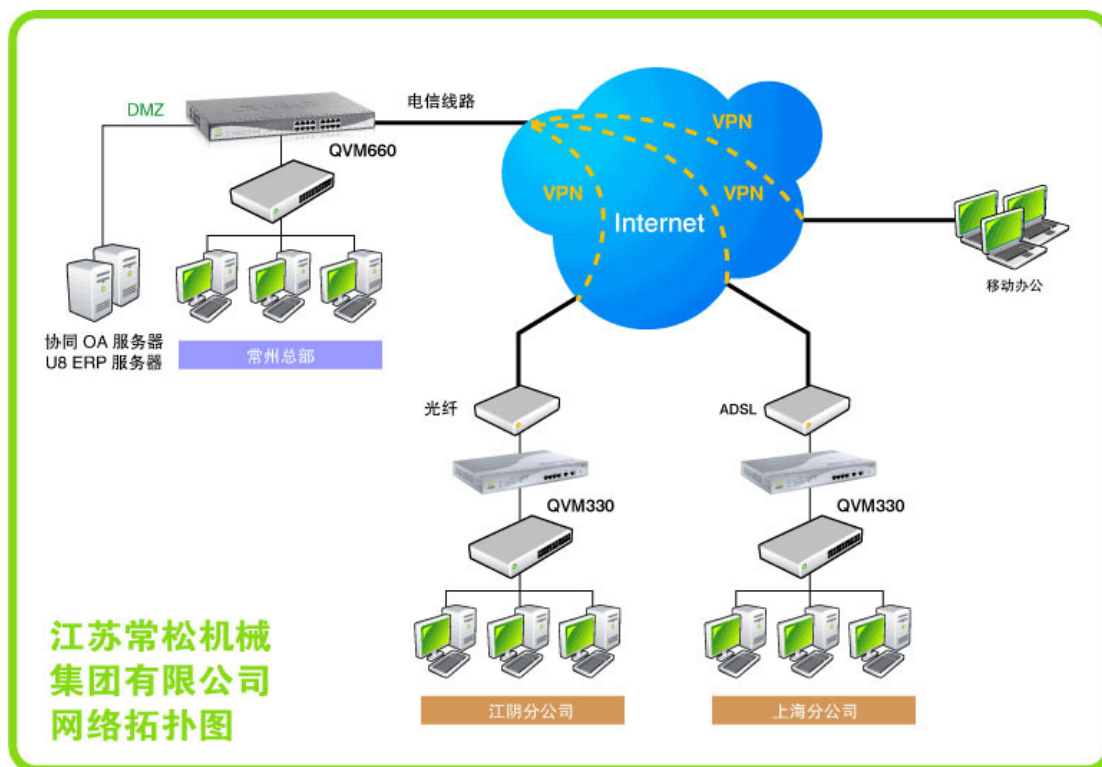 DMZ
电信线路
QVM660
VPN
VPN
VPN
Internet
移动办公
协同 OA 服务器
U8 ERP 服务器
常州总部
光纤
ADSL
QVM330
QVM330
江苏常松机械
集团有限公司
网络拓扑图
江阴分公司
上海分公司